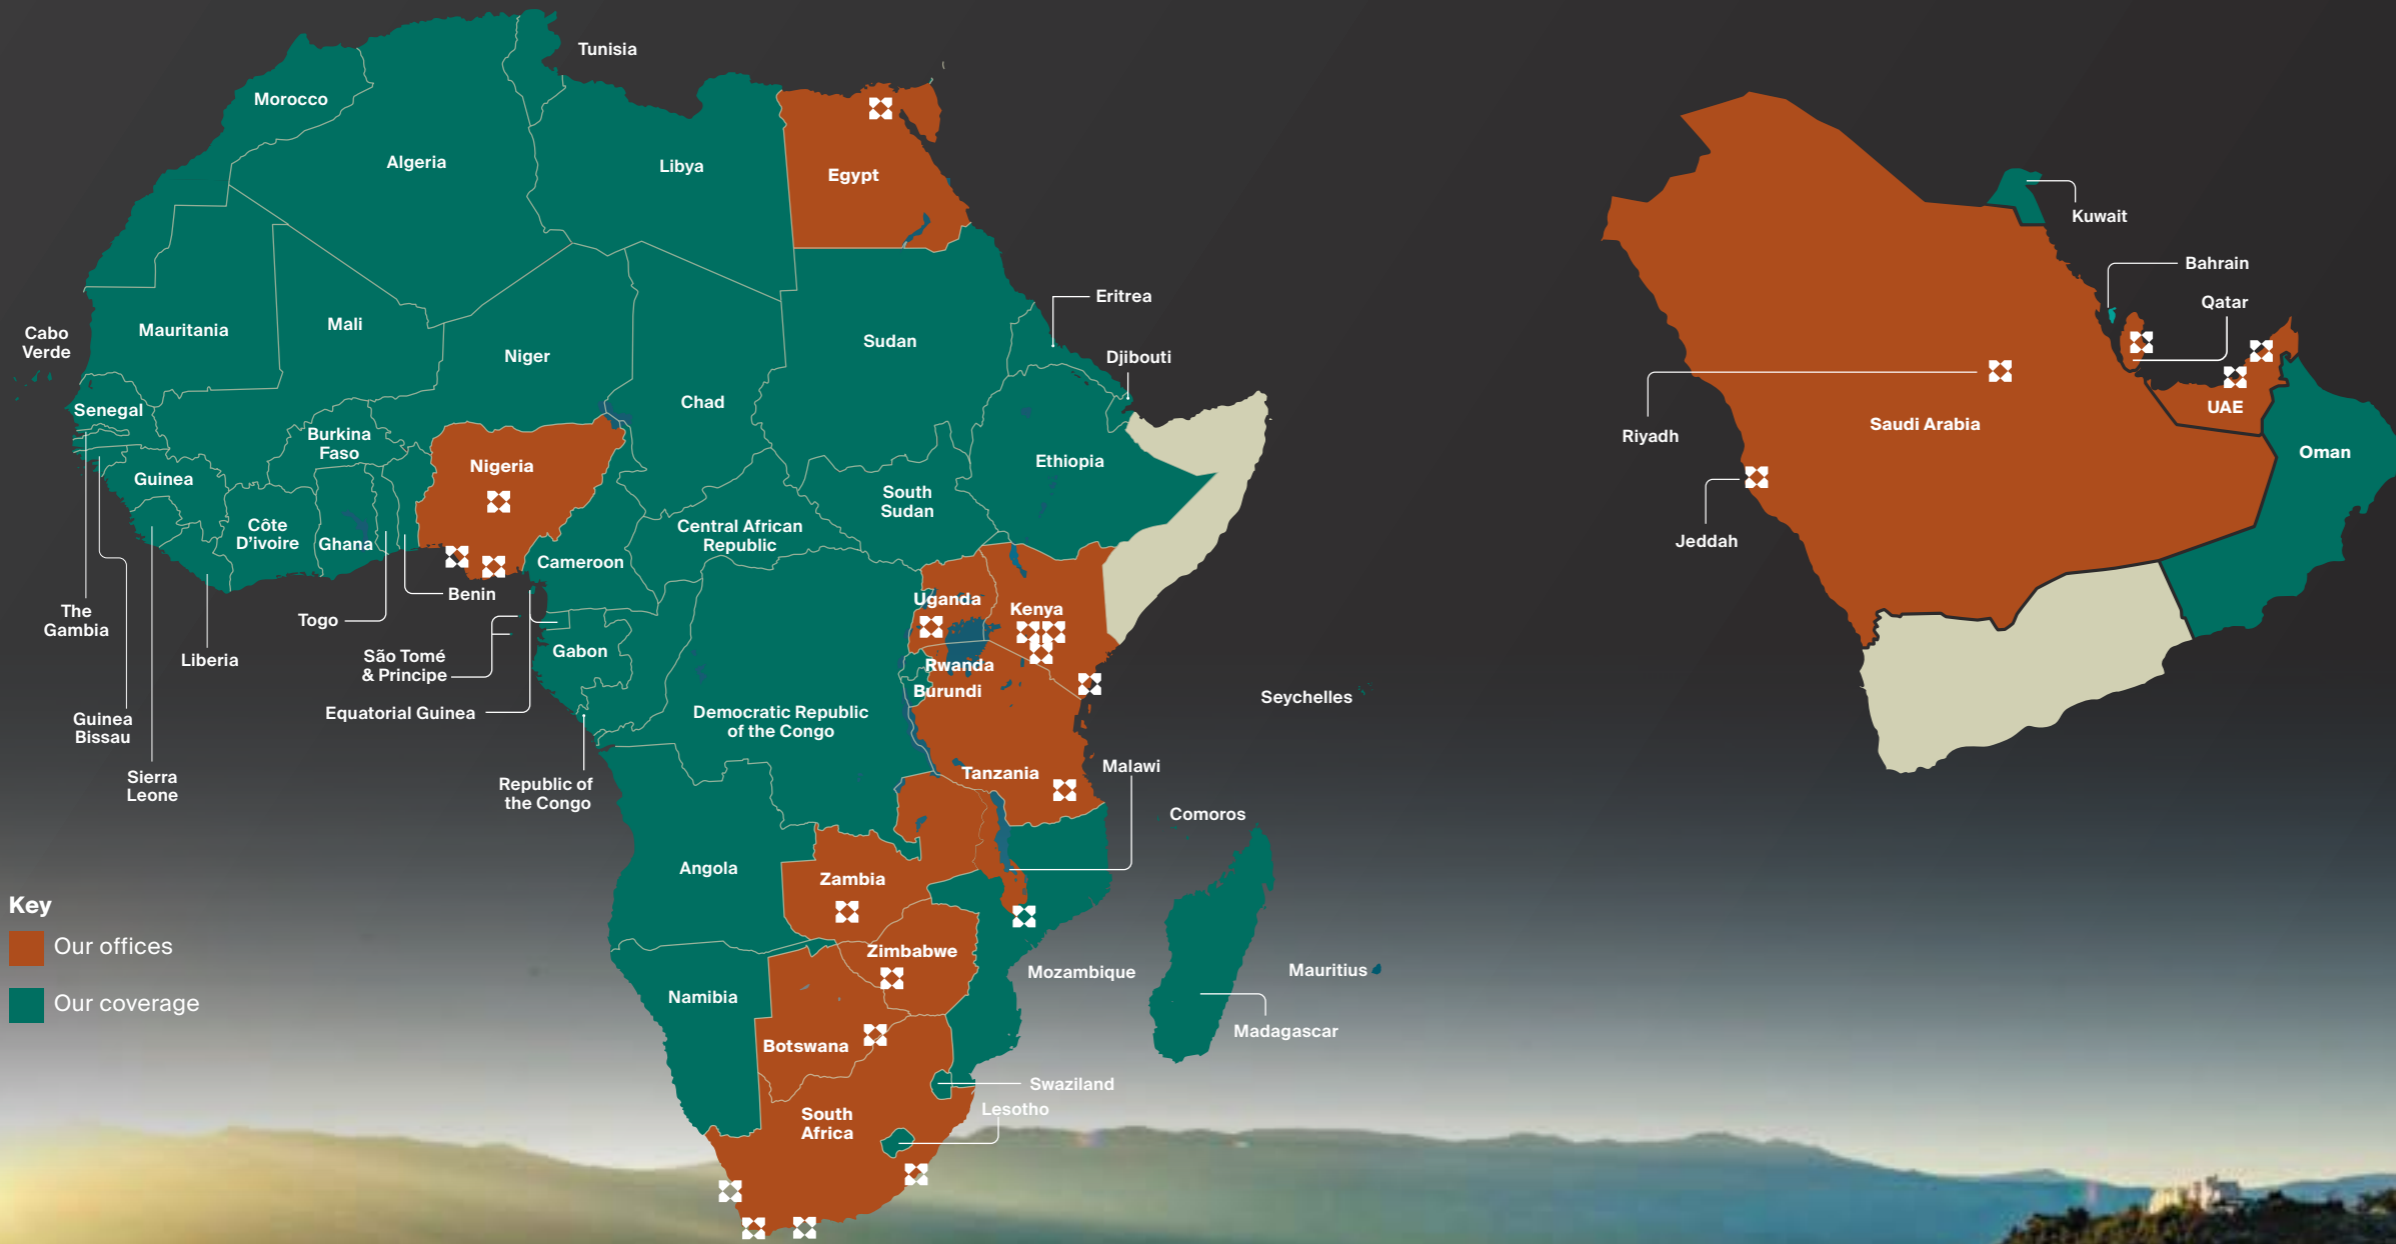 Tunisia
Morocco
Algeria
Libya
Egypt
Cabo
Verde
Mauritania
Mali
Niger
Chad
Sudan
Eritrea
Djibouti
Senegal
Burkina
Faso
Guinea
Nigeria
Côte
D'ivoire
Ghana
Central African
Republic
South
Sudan
Ethiopia
Cameroon
Benin
Togo
The
Gambia
Liberia
São Tomé
& Principe
Gabon
Equatorial Guinea
Guinea
Bissau
Sierra
Leone
Republic of
the Congo
Democratic Republic
of the Congo
Uganda
Kenya
Rwanda
Burundi
Tanzania
Malawi
Seychelles
Comoros
Angola
Zambia
Zimbabwe
Mozambique
Mauritius
Madagascar
Namibia
Botswana
Swaziland
Lesotho
South
Africa
Kuwait
Bahrain
Qatar
UAE
Saudi Arabia
Oman
Riyadh
Jeddah
Key
Our offices
Our coverage